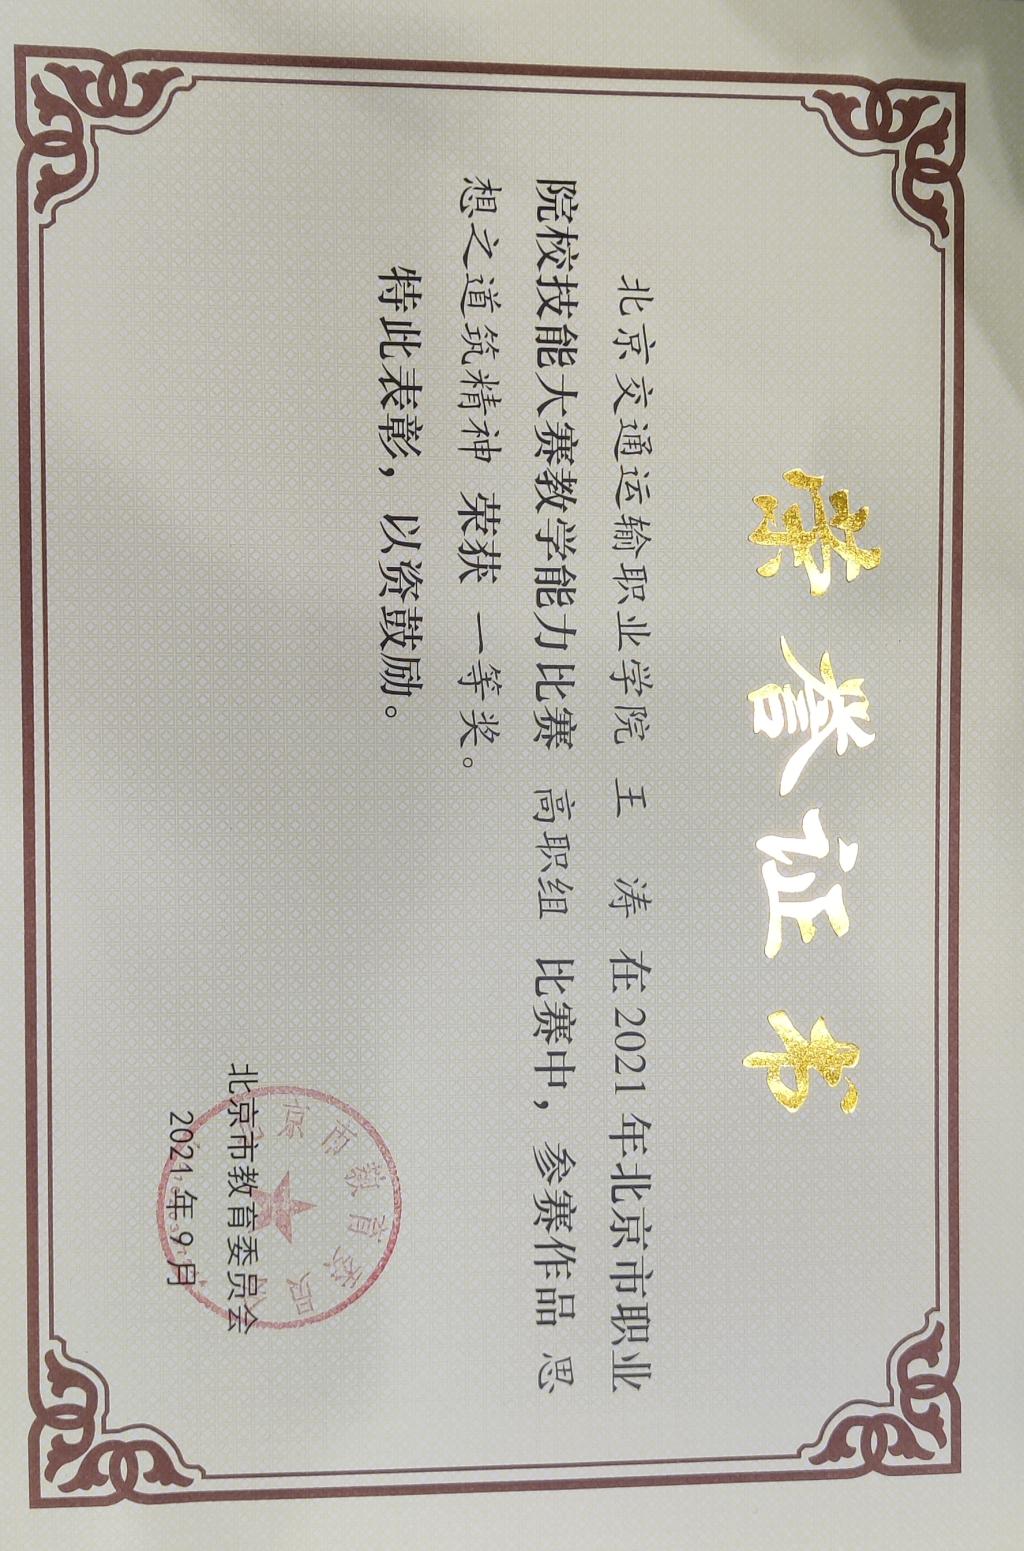 荣誉证书
北京交通运输职业学院 王 涛 在2021年北京市职业
院校技能大赛教学能力比赛 高职组 比赛中，参赛作品 思
想之道筑精神 荣获 一等奖。
特此表彰，以资鼓励。
北京市教育委员会
2021年9月